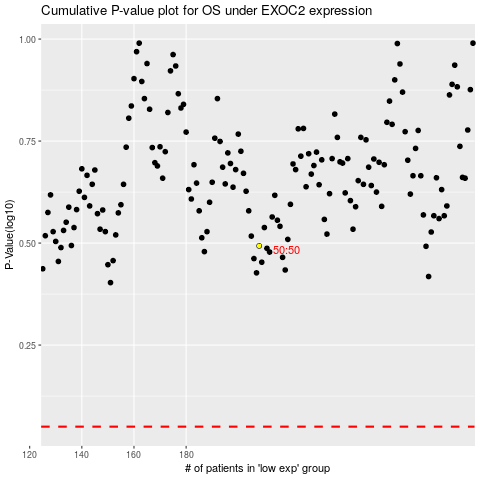 Cumulative P-value plot for OS under EXOC2 expression
P-Value(log10)
1.00
0.75
0.50
0.25
50:50
120 140 160 180
# of patients in 'low exp' group